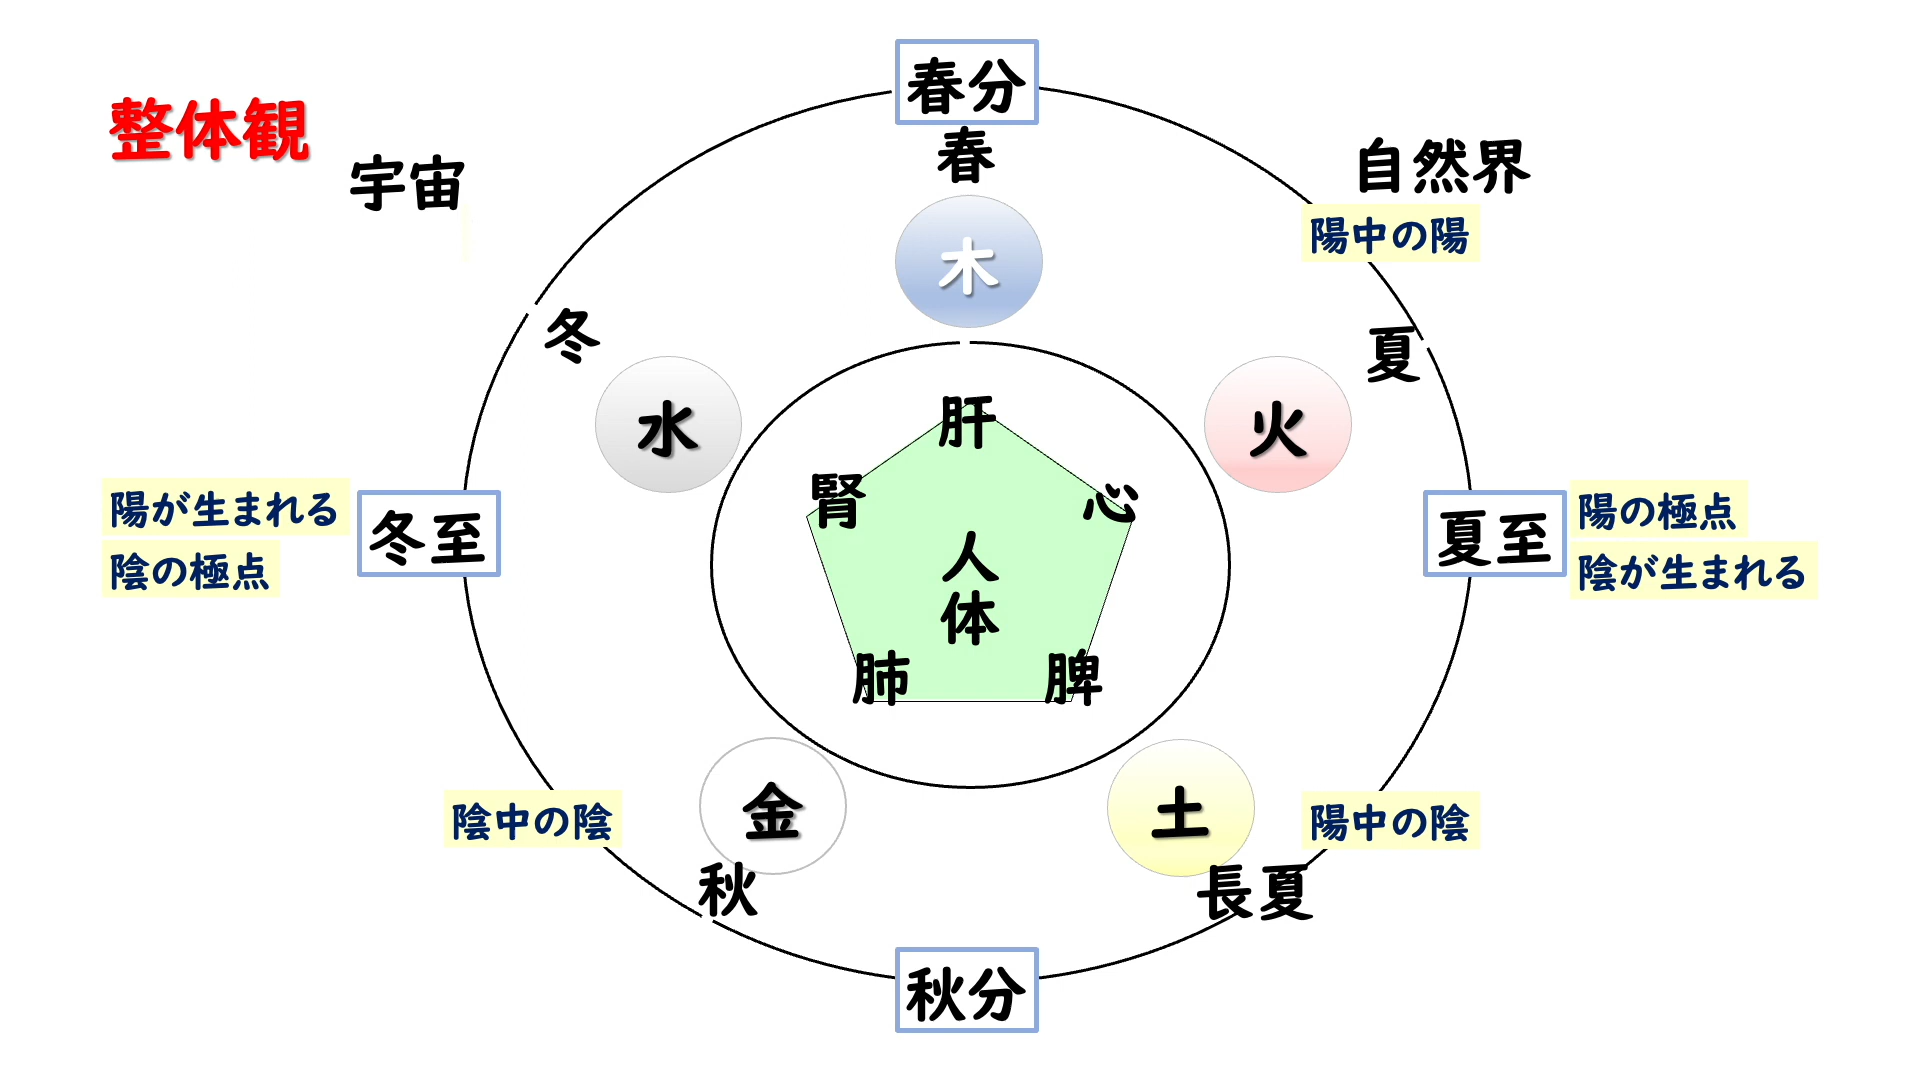 整体観
宇宙
春分
春
自然界
陽中の陽
木
冬
夏
水
火
肝
腎
心
人
体
陽が生まれる
陰の極点
冬至
夏至
陽の極点
陰が生まれる
肺
脾
陰中の陰
金
土
陽中の陰
秋
長夏
秋分